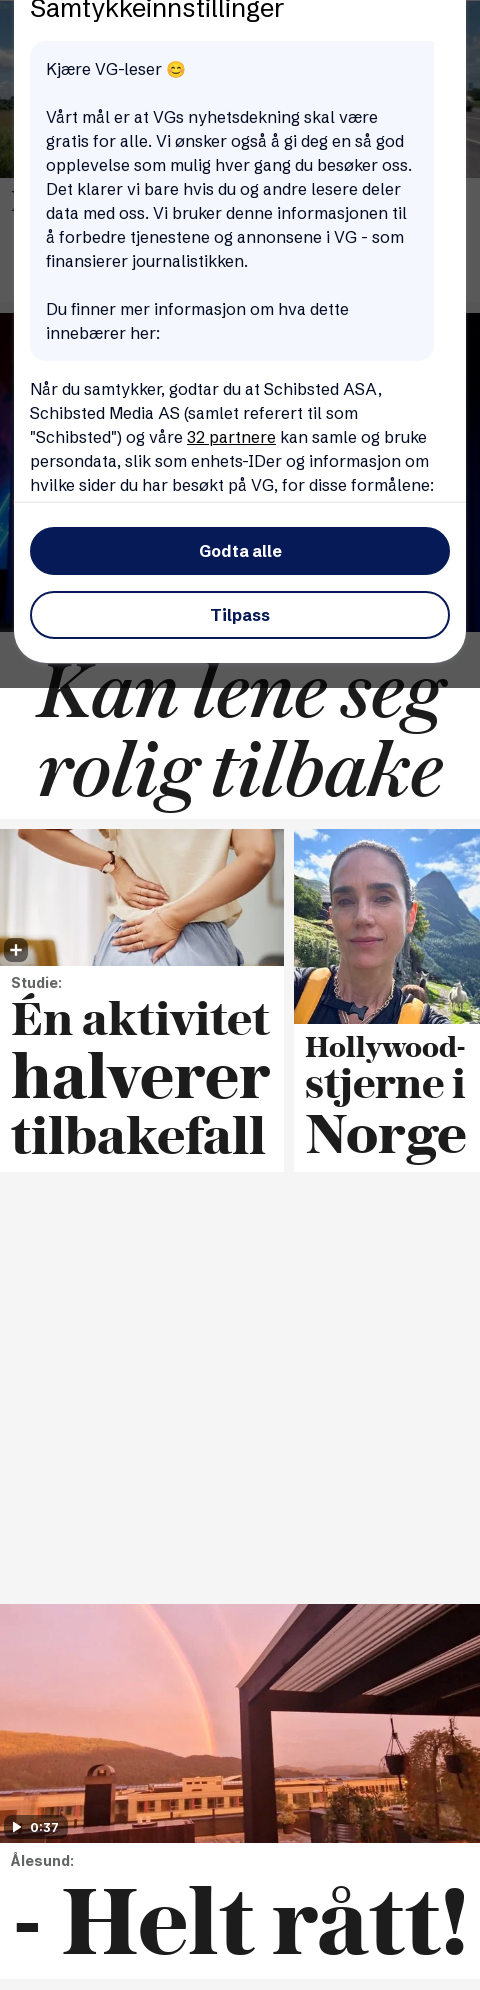 Samtykkeinnstillinger
Kjære VG-leser 😊
Vårt mål er at VGs nyhetsdekning skal være
gratis for alle. Vi ønsker også å gi deg en så god
opplevelse som mulig hver gang du besøker oss.
Det klarer vi bare hvis du og andre lesere deler
data med oss. Vi bruker denne informasjonen til
å forbedre tjenestene og annonsene i VG - som
finansierer journalistikken.
Du finner mer informasjon om hva dette
innebærer her:
Når du samtykker, godtar du at Schibsted ASA,
Schibsted Media AS (samlet referert til som
"Schibsted") og våre 32 partnere kan samle og bruke
persondata, slik som enhets-IDer og informasjon om
hvilke sider du har besøkt på VG, for disse formålene:
Godta alle
Tilpass
Kan lene seg
rolig tilbake
Studie:
Én aktivitet
halverer
tilbakefall
Hollywood-
stjerne i
Norge
0:37
Ålesund:
- Helt rått!